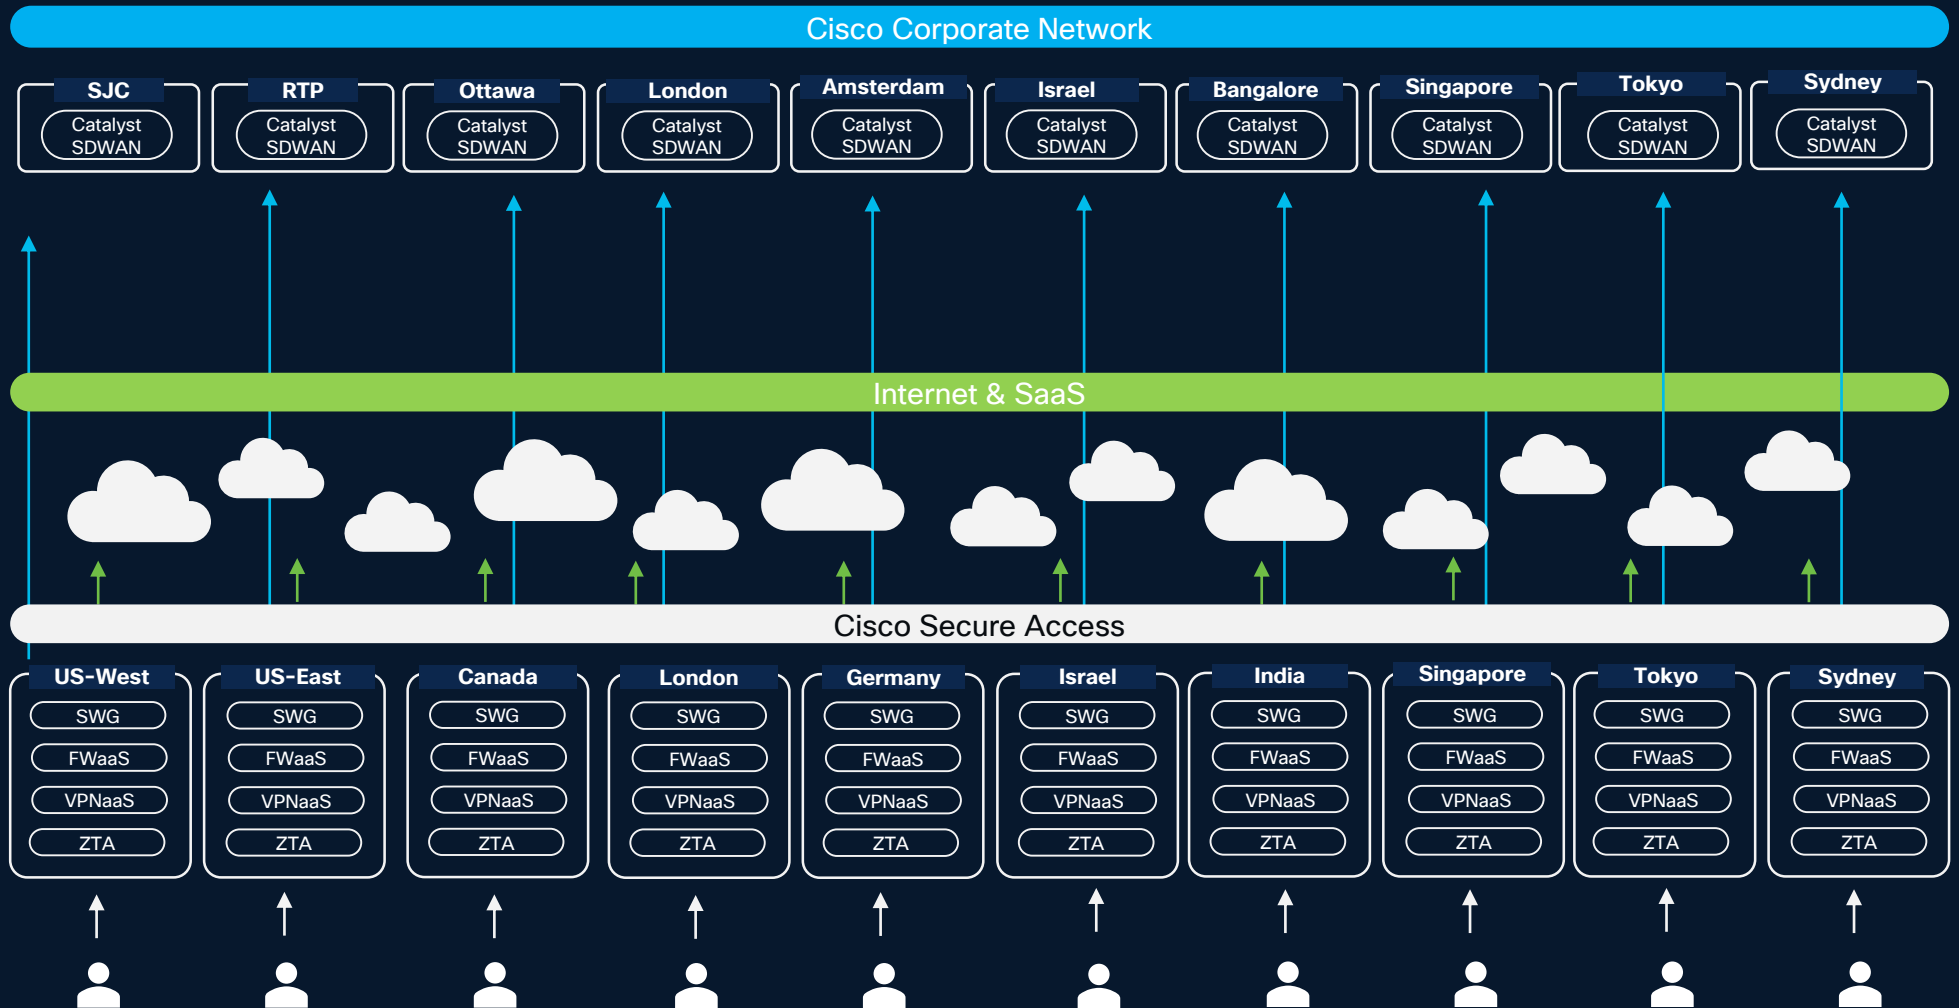 Cisco Corporate Network
SJC
Catalyst
SDWAN
RTP
Catalyst
SDWAN
Ottawa
Catalyst
SDWAN
London
Catalyst
SDWAN
Amsterdam
Catalyst
SDWAN
Israel
Catalyst
SDWAN
Bangalore
Catalyst
SDWAN
Singapore
Catalyst
SDWAN
Tokyo
Catalyst
SDWAN
Sydney
Catalyst
SDWAN
Internet & SaaS
Cisco Secure Access
US-West
SWG
FWaaS
VPNaaS
ZTA
US-East
SWG
FWaaS
VPNaaS
ZTA
Canada
SWG
FWaaS
VPNaaS
ZTA
London
SWG
FWaaS
VPNaaS
ZTA
Germany
SWG
FWaaS
VPNaaS
ZTA
Israel
SWG
FWaaS
VPNaaS
ZTA
India
SWG
FWaaS
VPNaaS
ZTA
Singapore
SWG
FWaaS
VPNaaS
ZTA
Tokyo
SWG
FWaaS
VPNaaS
ZTA
Sydney
SWG
FWaaS
VPNaaS
ZTA